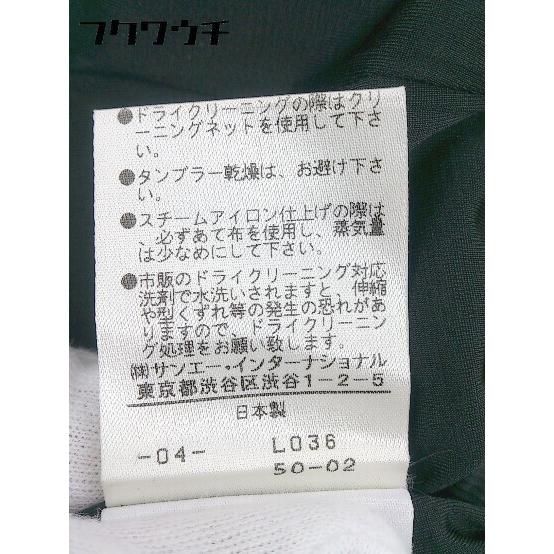 フクワウチ
●ドライクリーニングの際はクリ
ーニングネットを使用して下さ
い。
●タンブラー乾燥は、お避け下さ
い。
●スチームアイロン仕上げの際は
、必ずあて布を使用し、蒸気量
は少なめにして下さい。
●市販のドライクリーニング対応
洗剤で水洗いされますと、伸縮
や型くずれ等の発生の恐れがあ
りますので、ドライクリーニン
グ処理をお願い致します。
㈱サンエー・インターナショナル
東京都渋谷区渋谷1-2-5
日本製
-04- L036
50-02